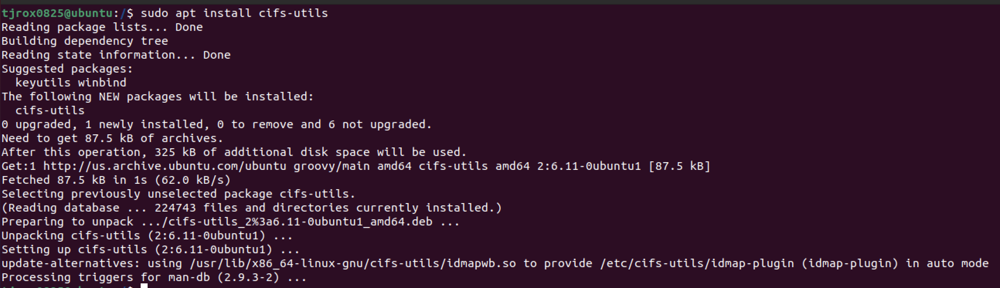 tjrox0825@ubuntu:/$ sudo apt install cifs-utils
Reading package lists... Done
Building dependency tree
Reading state information... Done
Suggested packages:
  keyutils winbind
The following NEW packages will be installed:
  cifs-utils
0 upgraded, 1 newly installed, 0 to remove and 6 not upgraded.
Need to get 87.5 kB of archives.
After this operation, 325 kB of additional disk space will be used.
Get:1 http://us.archive.ubuntu.com/ubuntu groovy/main amd64 cifs-utils amd64 2:6.11-0ubuntu1 [87.5 kB]
Fetched 87.5 kB in 1s (62.0 kB/s)
Selecting previously unselected package cifs-utils.
(Reading database ... 224743 files and directories currently installed.)
Preparing to unpack .../cifs-utils_2%3a6.11-0ubuntu1_amd64.deb ...
Unpacking cifs-utils (2:6.11-0ubuntu1) ...
Setting up cifs-utils (2:6.11-0ubuntu1) ...
update-alternatives: using /usr/lib/x86_64-linux-gnu/cifs-utils/idmapwb.so to provide /etc/cifs-utils/idmap-plugin (idmap-plugin) in auto mode
Processing triggers for man-db (2.9.3-2) ...